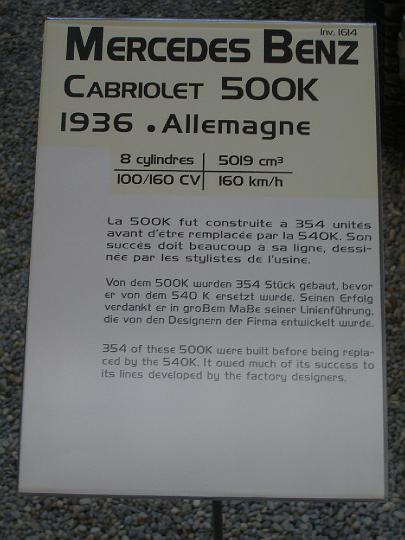 Inv. 1614
MERCEDES BENZ
CABRIOLET 500K
1936 . Allemagne
8 cylindres | 5019 cm³
100/160 CV | 160 km/h
La 500K fut construite à 354 unités
avant d'être remplacée par la 540K. Son
succès doit beaucoup à sa ligne, dessi-
née par les stylistes de l'usine.
Von dem 500K wurden 354 Stück gebaut, bevor
er von dem 540 K ersetzt wurde. Seinen Erfolg
verdankt er in großem Maße seiner Linienführung,
die von den Designern der Firma entwickelt wurde.
354 of these 500K were built before being repla-
ced by the 540K. It owed much of its success to
its lines developed by the factory designers.